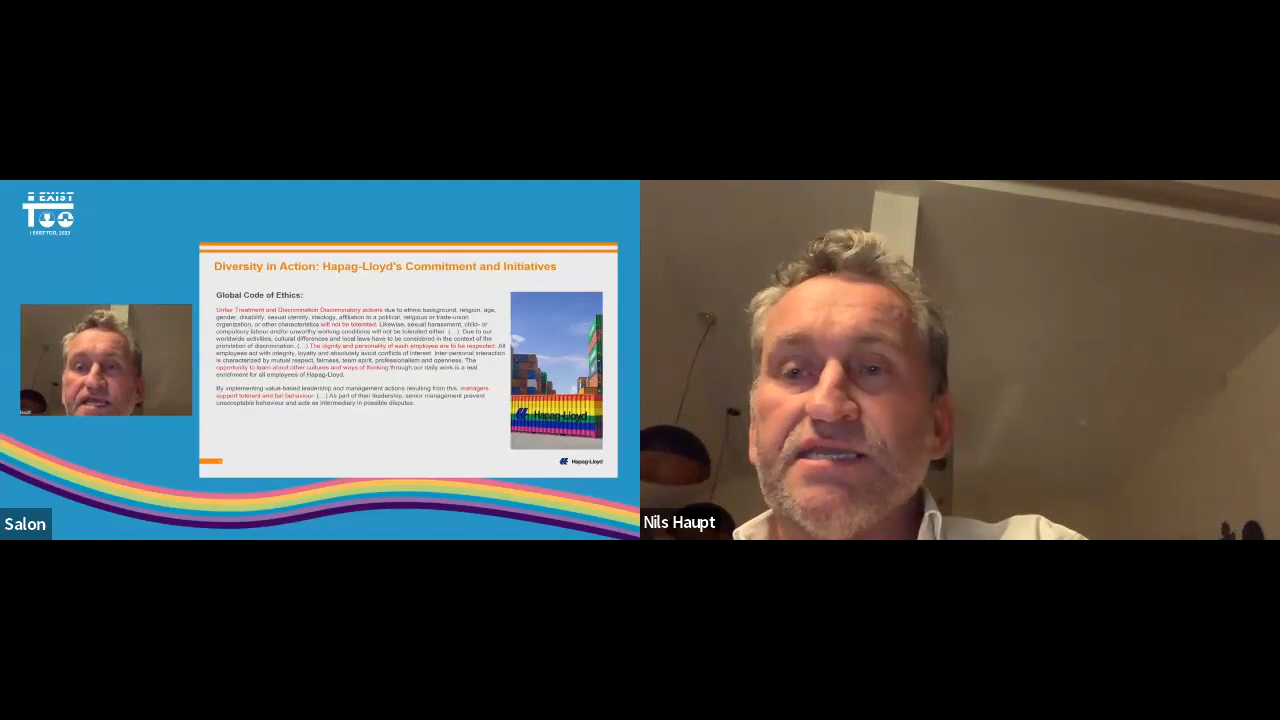 I EXIST
TOO
I EXIST TOO, 2023
Diversity in Action: Hapag-Lloyd's Commitment and Initiatives
Global Code of Ethics:
Unfair Treatment and Discrimination Discriminatory actions due to ethnic background, religion, age,
gender, disability, sexual identity, ideology, affiliation to a political, religious or trade-union
organization, or other characteristics will not be tolerated. Likewise, sexual harassment, child- or
compulsory labour-and/or unworthy working conditions will not be tolerated either. (…) Due to our
worldwide activities, cultural differences and local laws have to be considered in the context of the
prohibition of discrimination. (…) The dignity and personality of each employee are to be respected. All
employees act with integrity, loyalty and absolutely avoid conflicts of interest. Inter-personal interaction
is characterized by mutual respect, fairness, team spirit, professionalism and openness. The
opportunity to learn about other cultures and ways of thinking through our daily work is a real
enrichment for all employees of Hapag-Lloyd.
By implementing value-based leadership and management actions resulting from this, managers
support tolerant and fair behaviour. (…) As part of their leadership, senior management prevent
unacceptable behaviour and acts as intermediary in possible disputes.
Hapag-Lloyd
Hapag-Lloyd
Salon
Nils Haupt